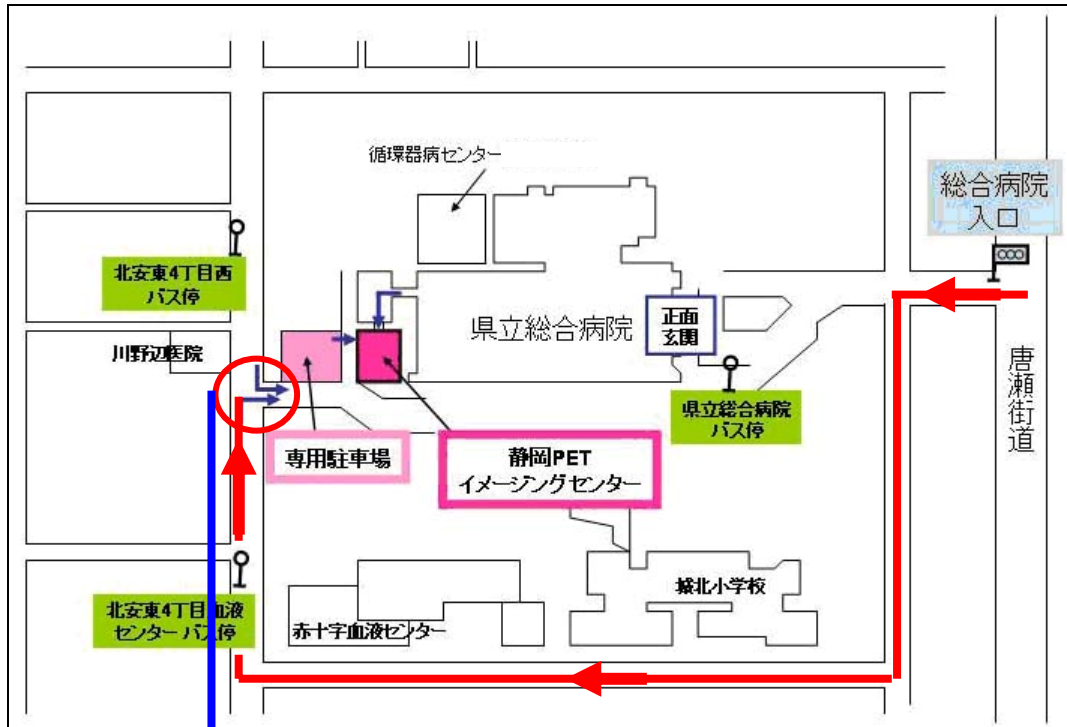 循環器病センター
総合病院
入口
北安東4丁目西
バス停
川野辺医院
県立総合病院
正面
玄関
唐瀬街道
県立総合病院
バス停
専用駐車場
静岡PET
イメージングセンター
北安東4丁目血液
センターバス停
赤十字血液センター
城北小学校